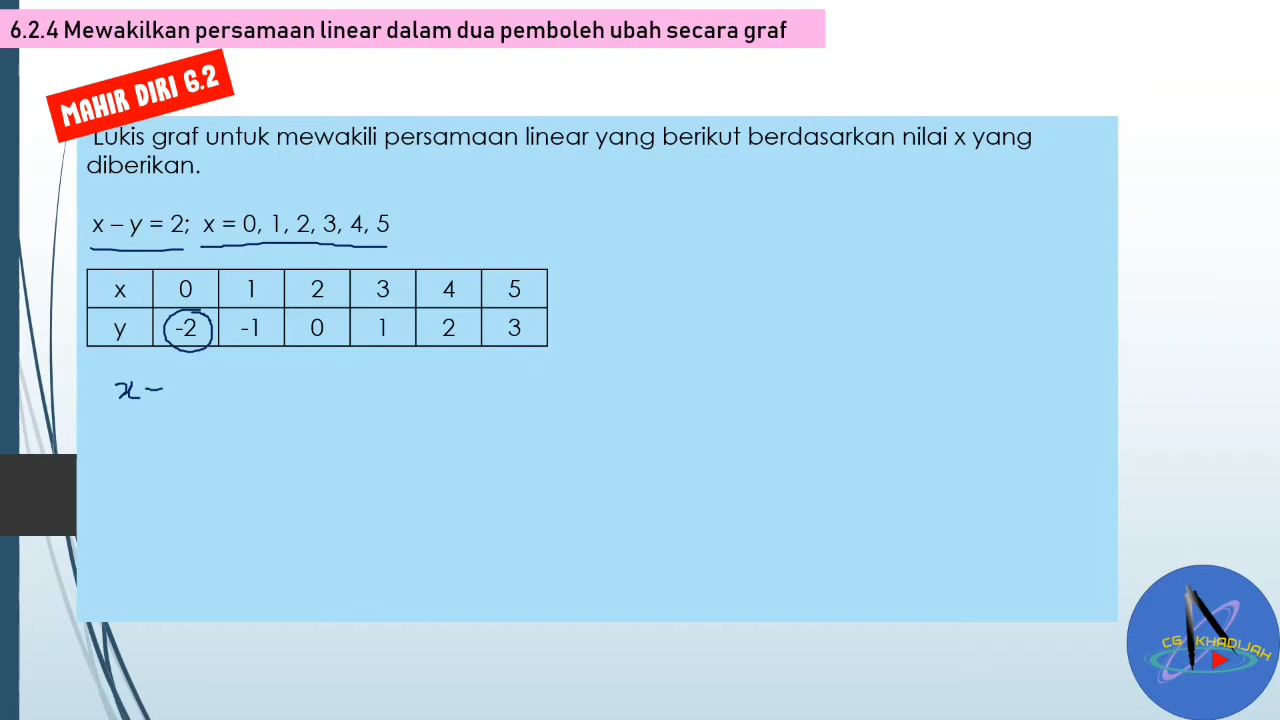 6.2.4 Mewakilkan persamaan linear dalam dua pemboleh ubah secara graf
MAHIR DIRI 6.2
Lukis graf untuk mewakili persamaan linear yang berikut berdasarkan nilai x yang
diberikan.
x – y = 2; x = 0, 1, 2, 3, 4, 5
x 0 1 2 3 4 5
y -2 -1 0 1 2 3
x –
CG KHADIJAH